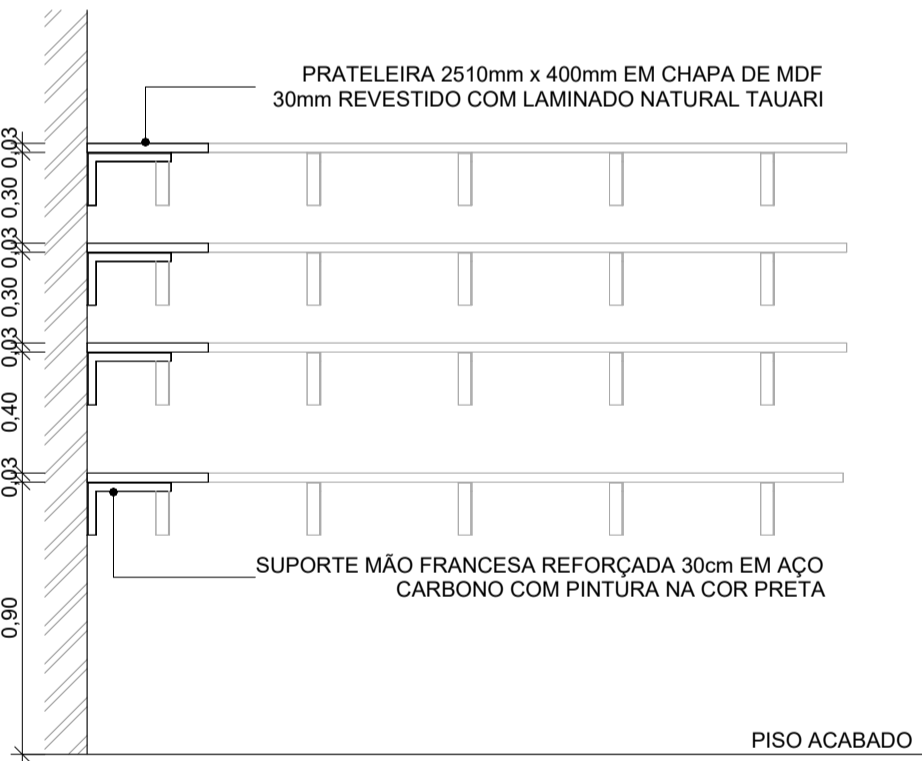 PRATELEIRA 2510mm x 400mm EM CHAPA DE MDF
30mm REVESTIDO COM LAMINADO NATURAL TAUARI
0,03
0,30
0,03
0,30
0,03
0,40
0,03
SUPORTE MÃO FRANCESA REFORÇADA 30cm EM AÇO
CARBONO COM PINTURA NA COR PRETA
0,90
PISO ACABADO